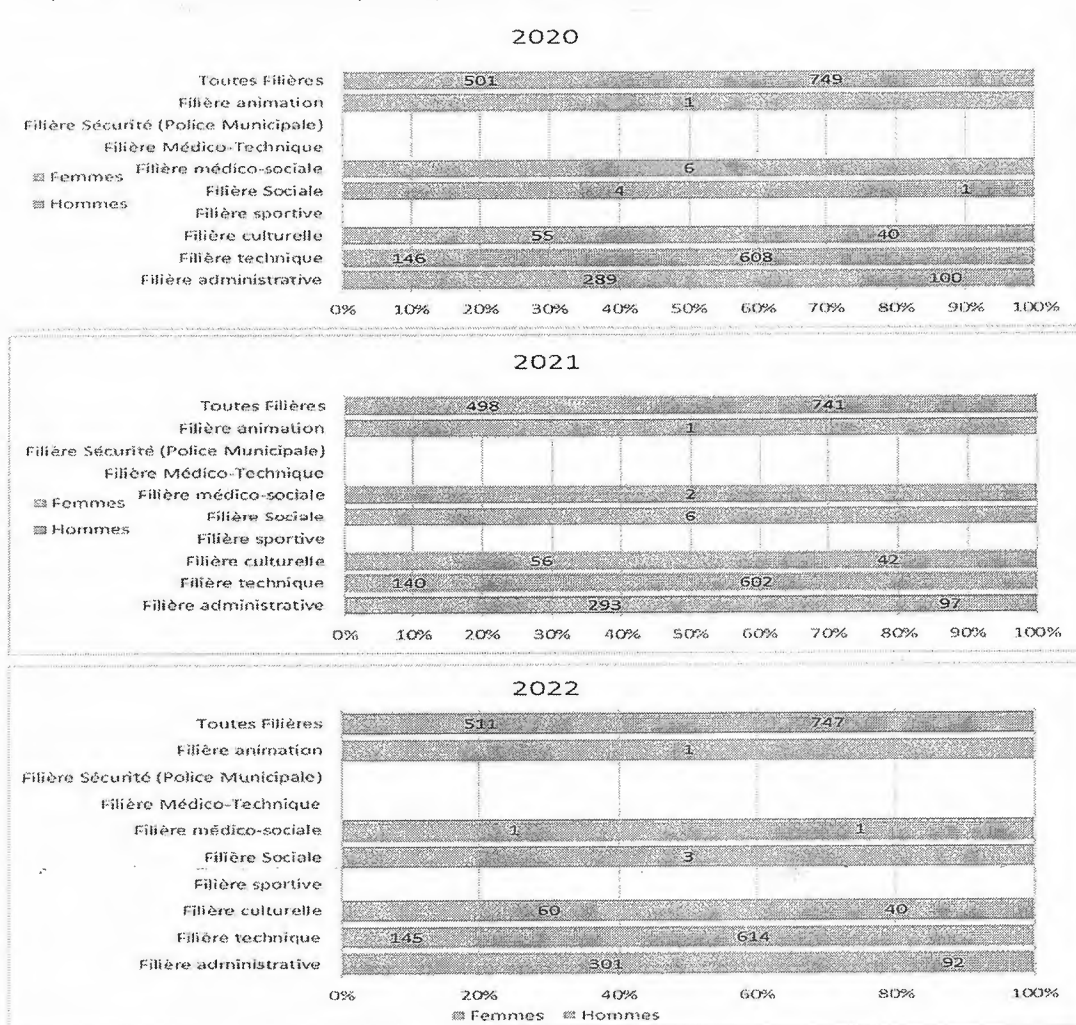 2020
Toutes Filières 501 749
Filière animation 1
Filière Sécurité (Police Municipale)
Filière Médico-Technique
Filière médico-sociale 6
Femmes
Filière Sociale 4 1
Hommes
Filière sportive
Filière culturelle 55 40
Filière technique 146 608
Filière administrative 289 100
0% 10% 20% 30% 40% 50% 60% 70% 80% 90% 100%
2021
Toutes Filières 498 741
Filière animation 1
Filière Sécurité (Police Municipale)
Filière Médico-Technique
Filière médico-sociale 2
Femmes
Filière Sociale 6
Hommes
Filière sportive
Filière culturelle 56 42
Filière technique 140 602
Filière administrative 293 97
0% 10% 20% 30% 40% 50% 60% 70% 80% 90% 100%
2022
Toutes Filières 511 747
Filière animation 1
Filière Sécurité (Police Municipale)
Filière Médico-Technique
Filière médico-sociale 1 1
Filière Sociale 3
Filière sportive
Filière culturelle 60 40
Filière technique 145 614
Filière administrative 301 92
0% 20% 40% 60% 80% 100%
Femmes Hommes